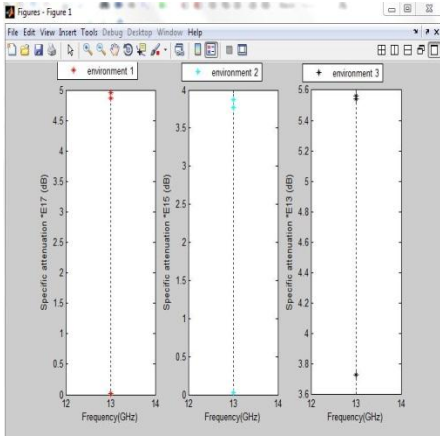 Figures - Figure 1
File Edit View Insert Tools Debug Desktop Window Help
environment 1
environment 2
environment 3
Specific attenuation *E17 (dB)
5
4.5
4
3.5
3
2.5
2
1.5
1
0.5
0
12 13 14
Frequency(GHz)
Specific attenuation *E15 (dB)
4
3.5
3
2.5
2
1.5
1
0.5
0
12 13 14
Frequency(GHz)
Specific attenuation *E13 (dB)
5.6
5.4
5.2
5
4.8
4.6
4.4
4.2
4
3.8
3.6
12 13 14
Frequency(GHz)